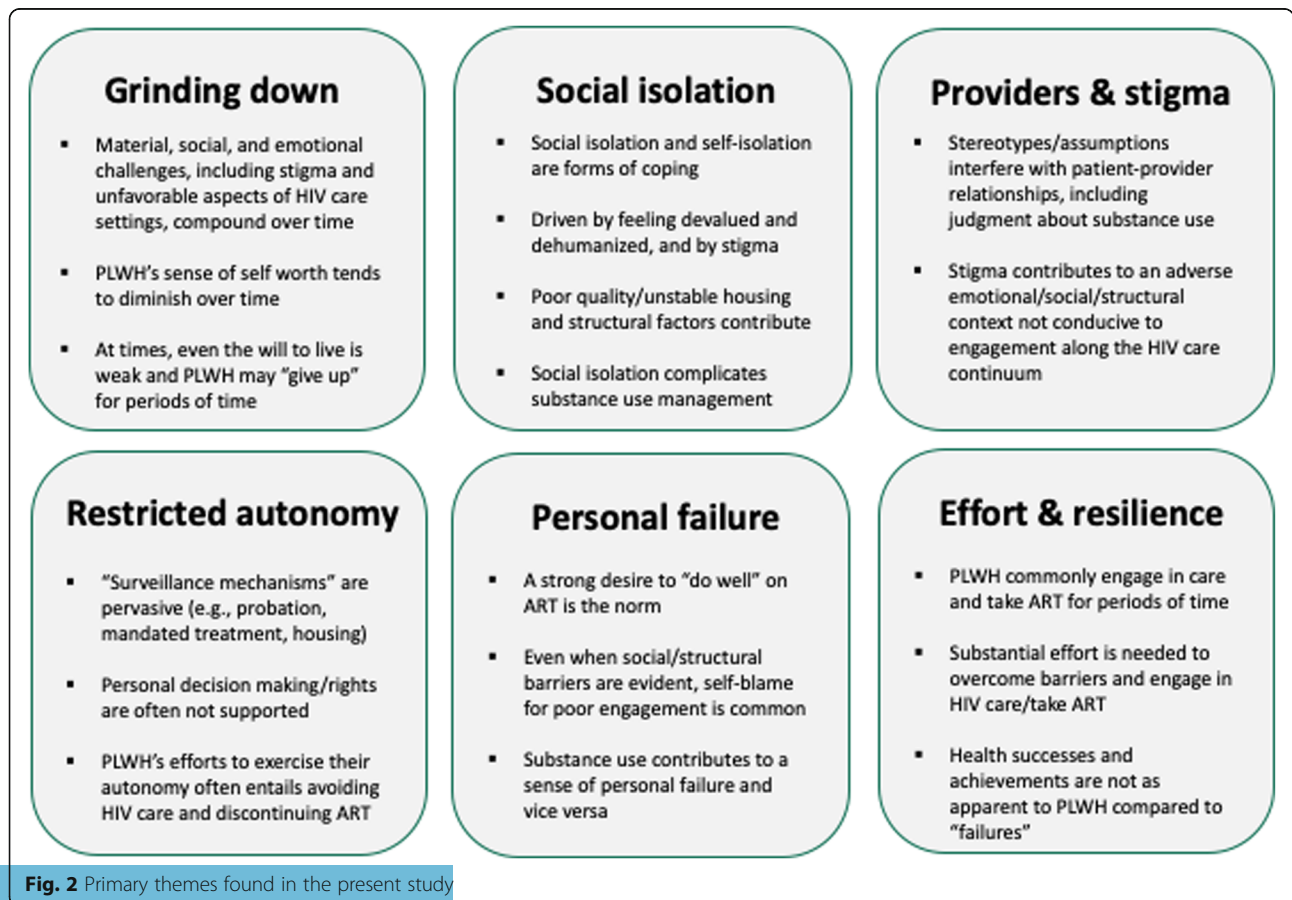 Grinding down
▪ Material, social, and emotional
challenges, including stigma and
unfavorable aspects of HIV care
settings, compound over time
▪ PLWH's sense of self worth tends
to diminish over time
▪ At times, even the will to live is
weak and PLWH may “give up”
for periods of time
Social isolation
▪ Social isolation and self-isolation
are forms of coping
▪ Driven by feeling devalued and
dehumanized, and by stigma
▪ Poor quality/unstable housing
and structural factors contribute
▪ Social isolation complicates
substance use management
Providers & stigma
▪ Stereotypes/assumptions
interfere with patient-provider
relationships, including
judgment about substance use
▪ Stigma contributes to an adverse
emotional/social/structural
context not conducive to
engagement along the HIV care
continuum
Restricted autonomy
▪ “Surveillance mechanisms” are
pervasive (e.g., probation,
mandated treatment, housing)
▪ Personal decision making/rights
are often not supported
▪ PLWH's efforts to exercise their
autonomy often entails avoiding
HIV care and discontinuing ART
Personal failure
▪ A strong desire to “do well” on
ART is the norm
▪ Even when social/structural
barriers are evident, self-blame
for poor engagement is common
▪ Substance use contributes to a
sense of personal failure and
vice versa
Effort & resilience
▪ PLWH commonly engage in care
and take ART for periods of time
▪ Substantial effort is needed to
overcome barriers and engage in
HIV care/take ART
▪ Health successes and
achievements are not as
apparent to PLWH compared to
“failures”
Fig. 2 Primary themes found in the present study